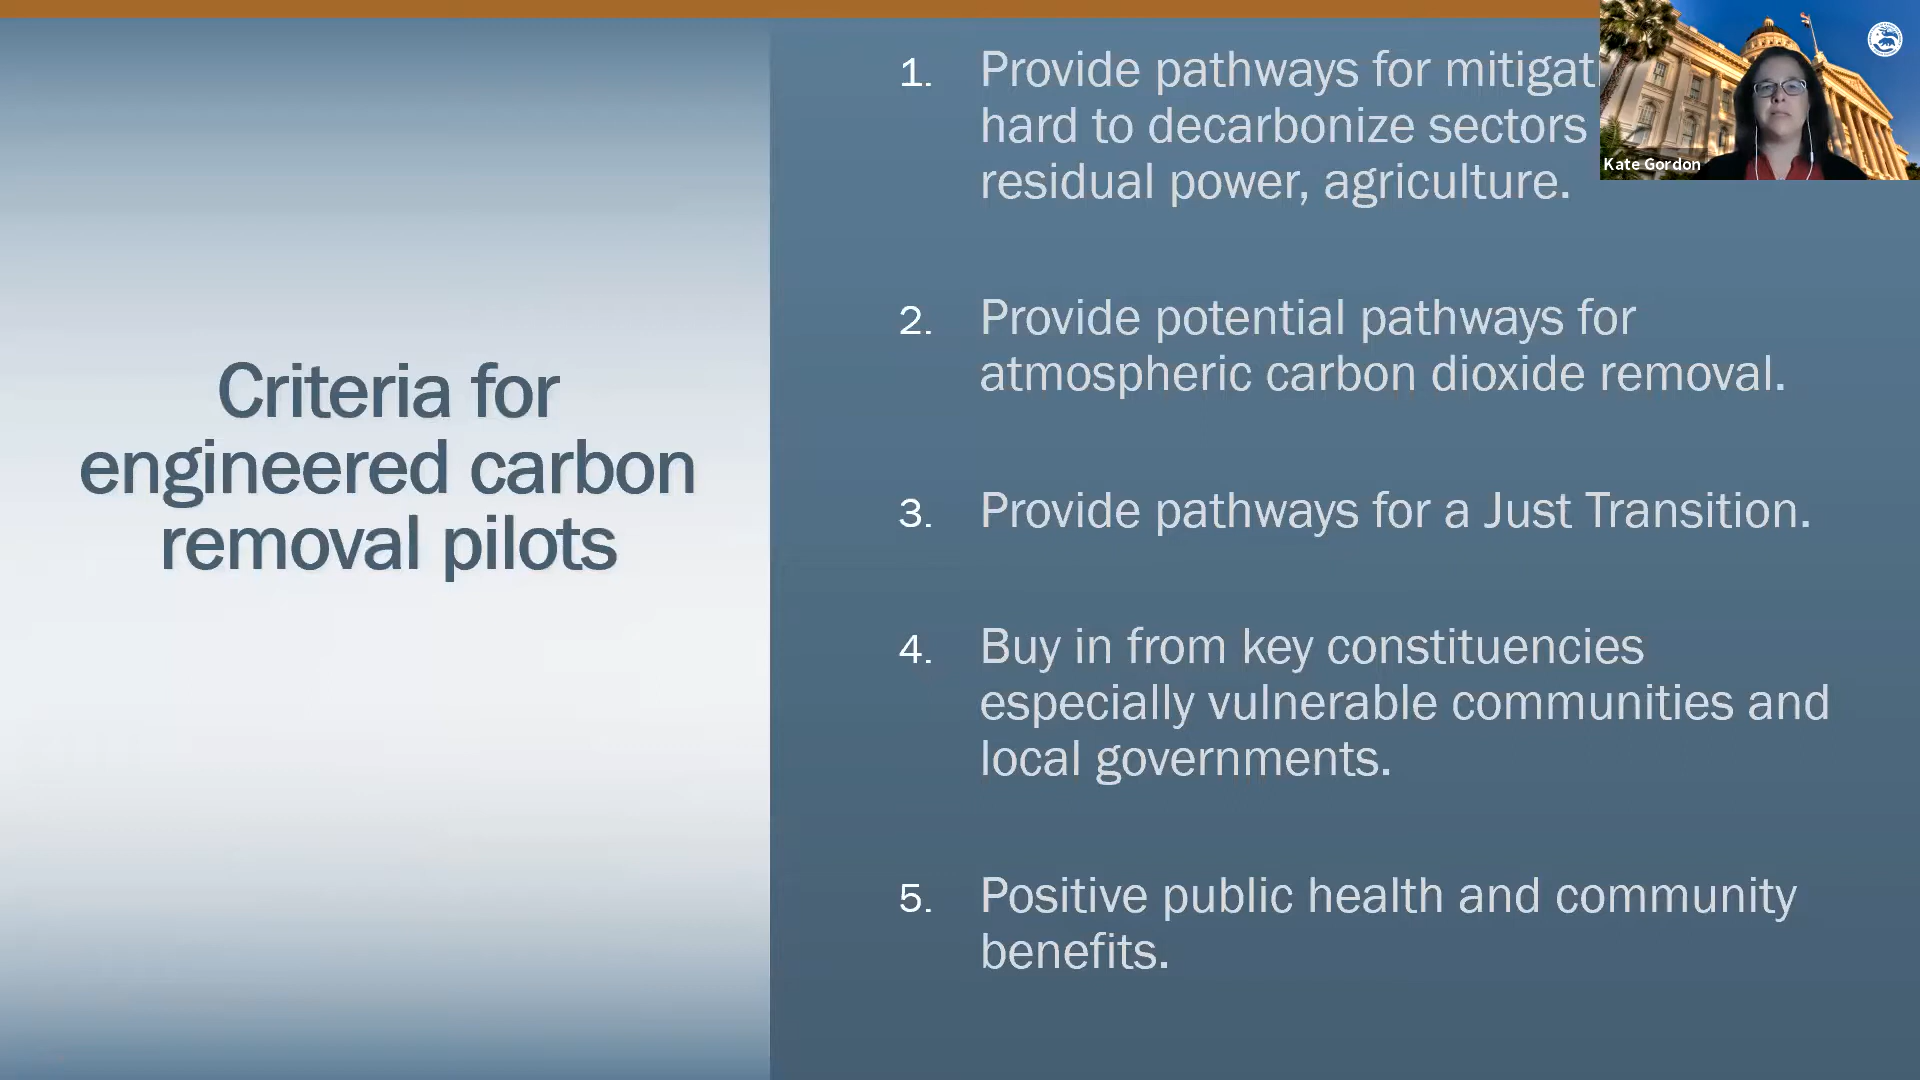 Criteria for
engineered carbon
removal pilots
1. Provide pathways for
hard to decarbonize sectors
residual power, agriculture.
2. Provide potential pathways for
atmospheric carbon dioxide removal.
3. Provide pathways for a Just Transition.
4. Buy in from key constituencies
especially vulnerable communities and
local governments.
5. Positive public health and community
benefits.
Kate Gordon